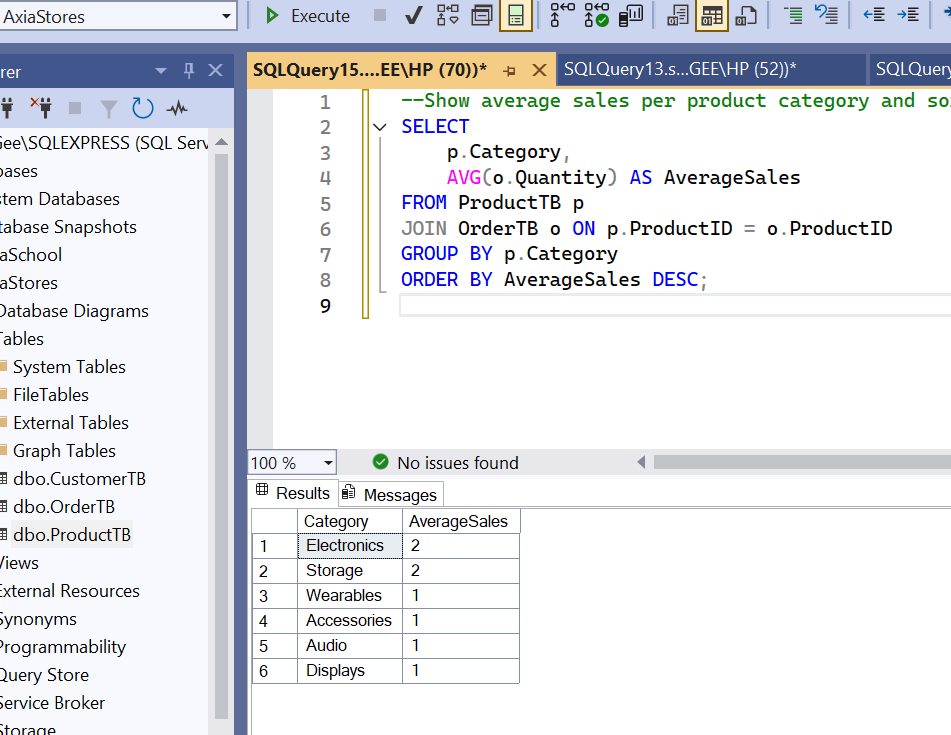 AxiaStores
Execute
rer
SQLQuery15....EE\HP (70))*
SQLQuery13.s...GEE\HP (52))*
SQLQuery
Gee\SQLEXPRESS (SQL Serv
bases
stem Databases
tabase Snapshots
aSchool
aStores
Database Diagrams
Tables
System Tables
FileTables
External Tables
Graph Tables
dbo.CustomerTB
dbo.OrderTB
dbo.ProductTB
Views
External Resources
Synonyms
Programmability
Query Store
Service Broker
Storage
1 --Show average sales per product category and so
2 SELECT
3 p.Category,
4 AVG(o.Quantity) AS AverageSales
5 FROM ProductTB p
6 JOIN OrderTB o ON p.ProductID = o.ProductID
7 GROUP BY p.Category
8 ORDER BY AverageSales DESC;
9
100 %
No issues found
Results
Messages
Category AverageSales
1 Electronics 2
2 Storage 2
3 Wearables 1
4 Accessories 1
5 Audio 1
6 Displays 1